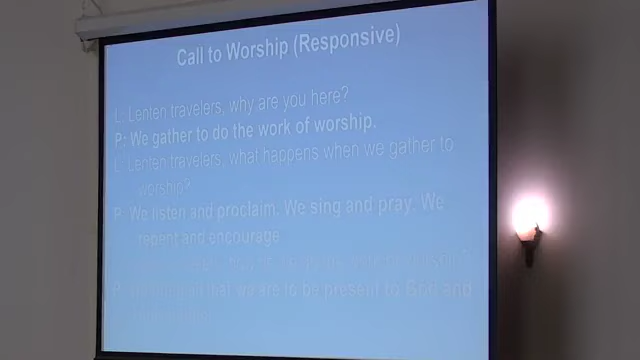 Call to Worship (Responsive)
L: Lenten travelers, why are you here?
P: We gather to do the work of worship.
L: Lenten travelers, what happens when we gather to
worship?
P: We listen and proclaim. We sing and pray. We
repent and encourage
P: We bring all that we are to be present to God and